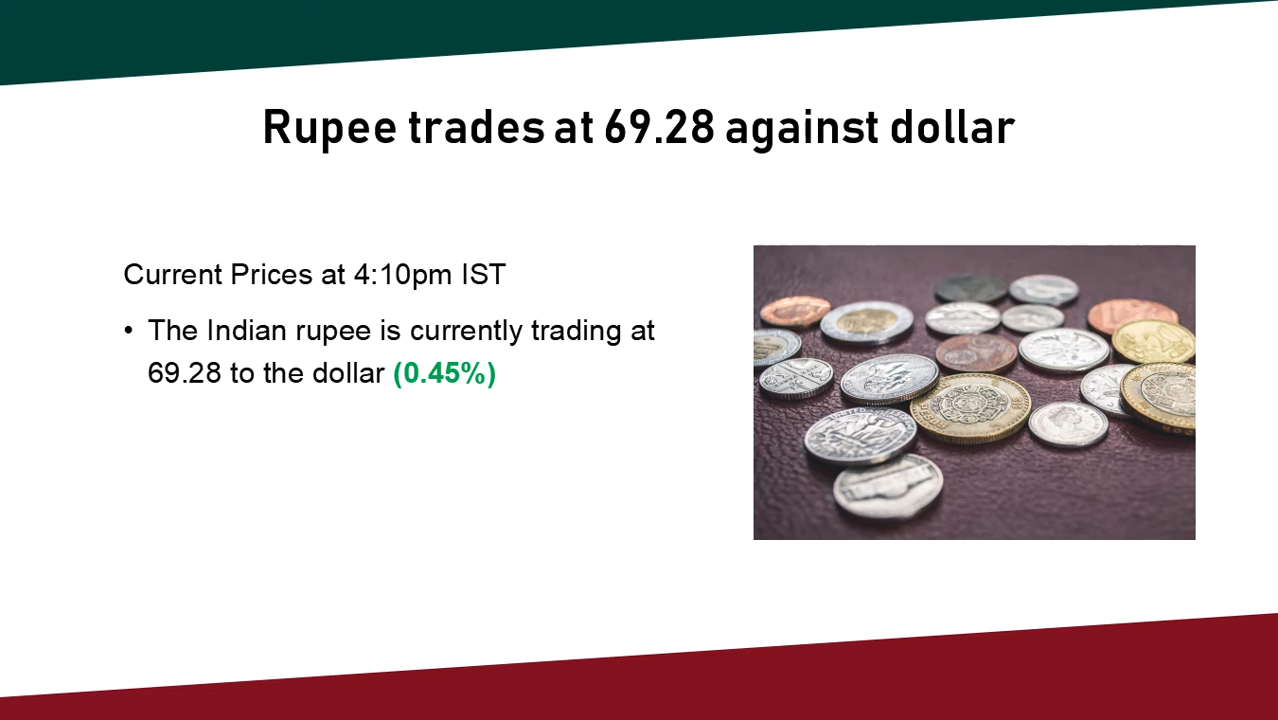 Rupee trades at 69.28 against dollar
Current Prices at 4:10pm IST
• The Indian rupee is currently trading at
69.28 to the dollar (0.45%)